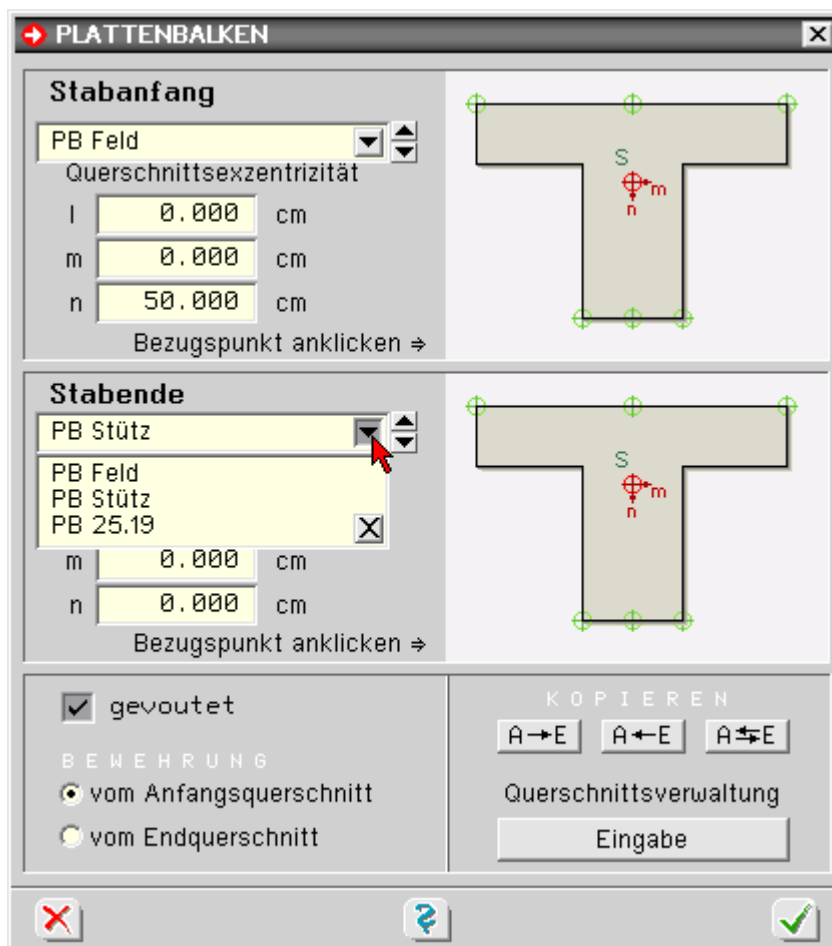 PLATTENBALKEN
Stabanfang
PB Feld
Querschnittsexzentrizität
l 0.000 cm
m 0.000 cm
n 50.000 cm
Bezugspunkt anklicken ⇒
S
m
n
Stabende
PB Stütz
PB Feld
PB Stütz
PB 25.19
m 0.000 cm
n 0.000 cm
Bezugspunkt anklicken ⇒
S
m
n
gevoutet
BEWEHRUNG
vom Anfangsquerschnitt
vom Endquerschnitt
KOPIEREN
A→E A←E A⇆E
Querschnittsverwaltung
Eingabe